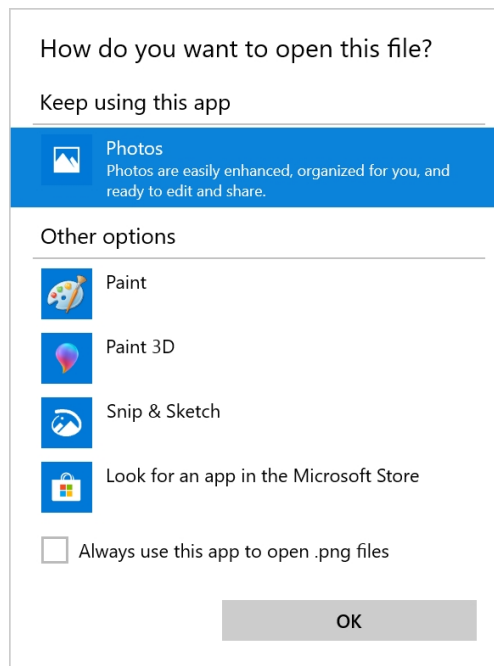 How do you want to open this file?
Keep using this app
Photos
Photos are easily enhanced, organized for you, and
ready to edit and share.
Other options
Paint
Paint 3D
Snip & Sketch
Look for an app in the Microsoft Store
Always use this app to open .png files
OK